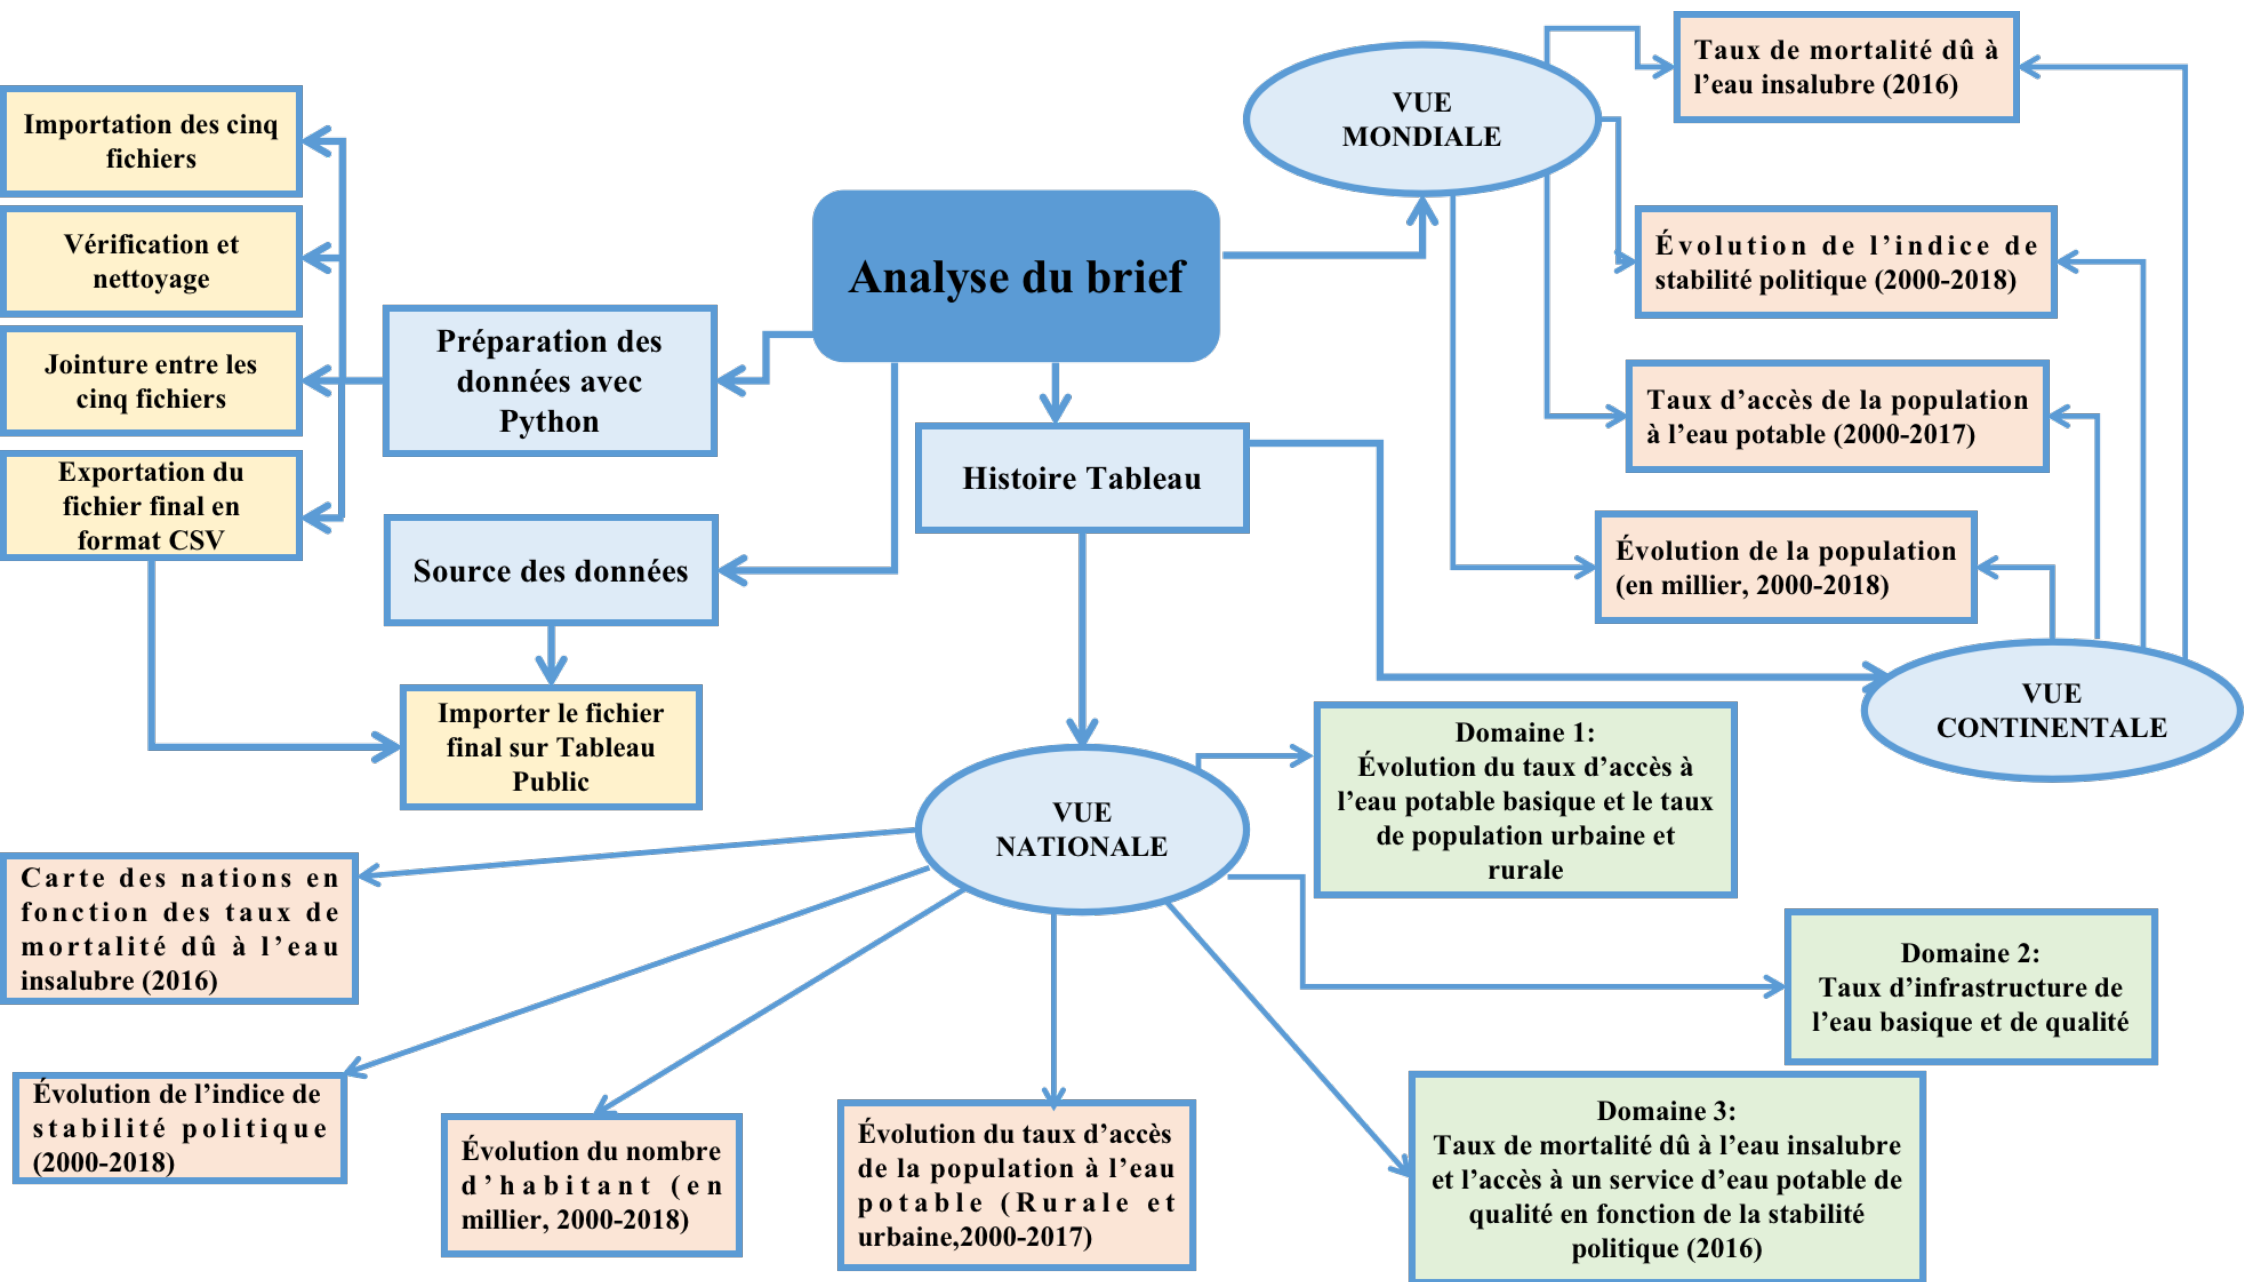 Importation des cinq
fichiers
Vérification et
nettoyage
Jointure entre les
cinq fichiers
Exportation du
fichier final en
format CSV
Préparation des
données avec
Python
Source des données
Importer le fichier
final sur Tableau
Public
Analyse du brief
Histoire Tableau
VUE
MONDIALE
Taux de mortalité dû à
l’eau insalubre (2016)
Évolution de l’indice de
stabilité politique (2000-2018)
Taux d’accès de la population
à l’eau potable (2000-2017)
Évolution de la population
(en millier, 2000-2018)
VUE
CONTINENTALE
VUE
NATIONALE
Domaine 1:
Évolution du taux d’accès à
l’eau potable basique et le taux
de population urbaine et
rurale
Domaine 2:
Taux d’infrastructure de
l’eau basique et de qualité
Domaine 3:
Taux de mortalité dû à l’eau insalubre
et l’accès à un service d’eau potable de
qualité en fonction de la stabilité
politique (2016)
Carte des nations en
fonction des taux de
mortalité dû à l’eau
insalubre (2016)
Évolution de l’indice de
stabilité politique
(2000-2018)
Évolution du nombre
d’habitant (en
millier, 2000-2018)
Évolution du taux d’accès
de la population à l’eau
potable (Rurale et
urbaine,2000-2017)